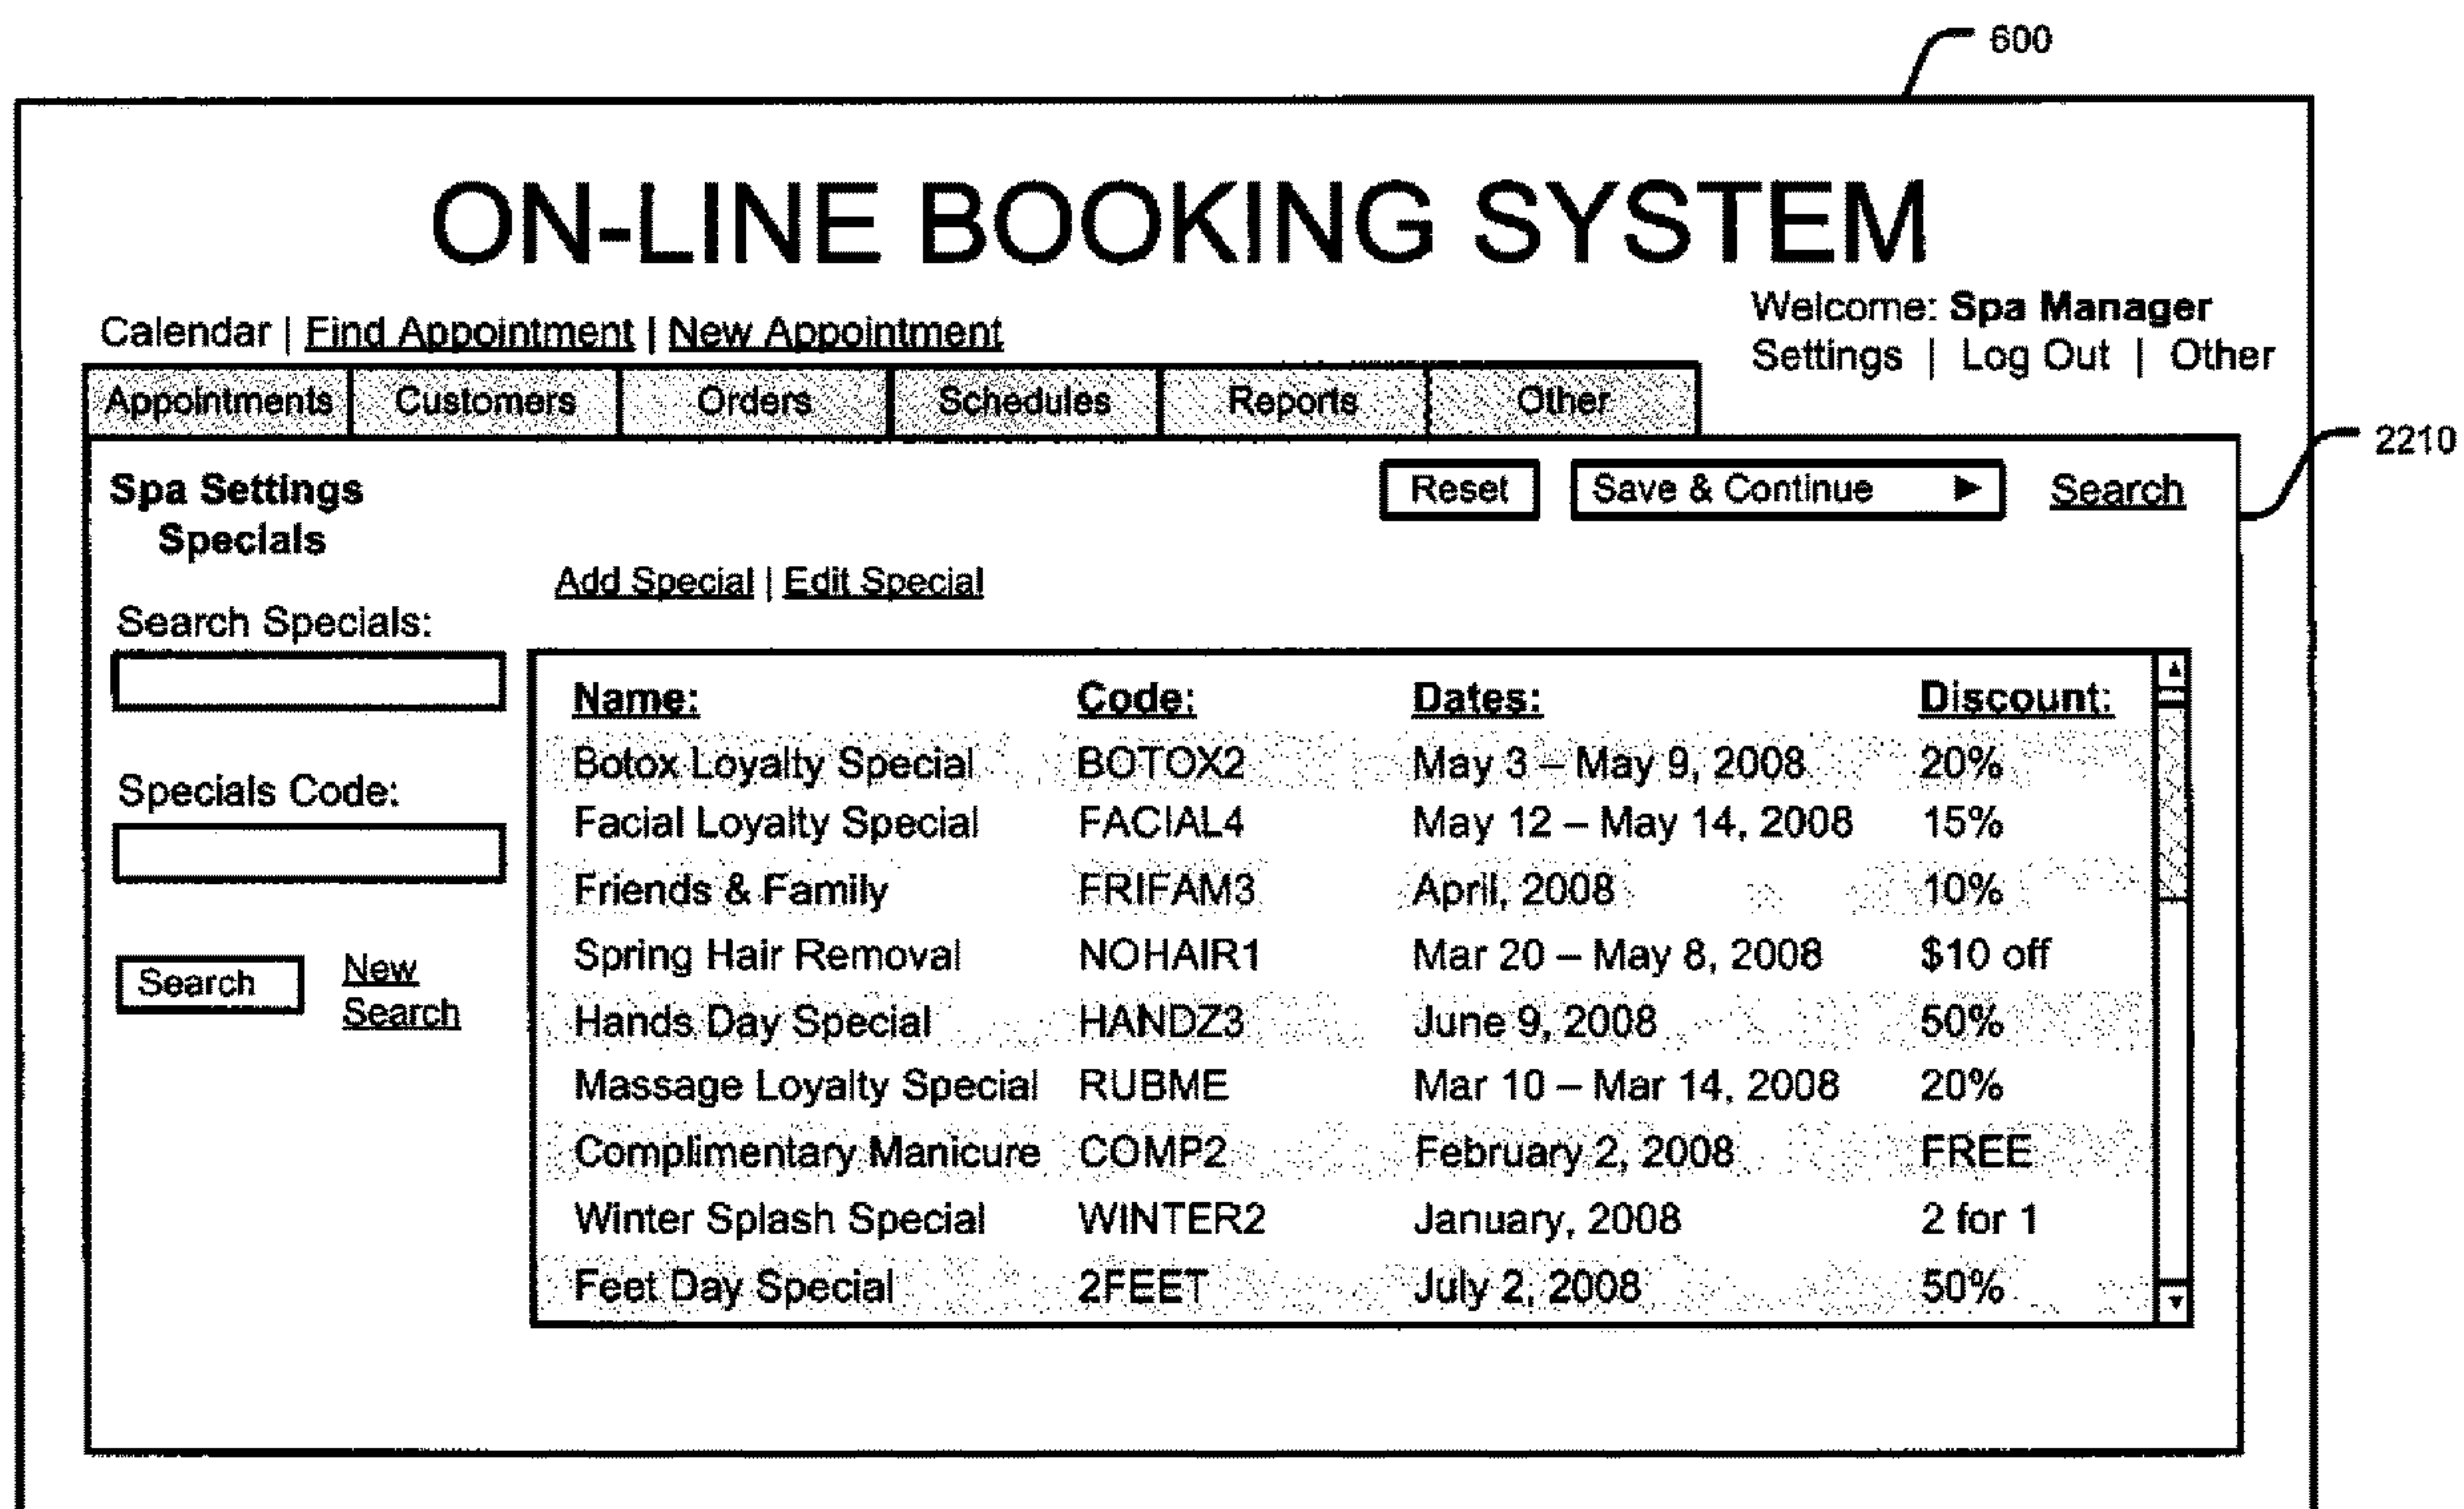 600
ON-LINE BOOKING SYSTEM
Welcome: Spa Manager
Calendar | Find Appointment | New Appointment
Settings | Log Out | Other
Appointments Customers Orders Schedules Reports Other
2210
Spa Settings
Specials
Reset Save & Continue Search
Add Special | Edit Special
Search Specials:
Specials Code:
Search
New
Search
Name: Code: Dates: Discount:
Botox Loyalty Special BOTOX2 May 3 – May 9, 2008 20%
Facial Loyalty Special FACIAL4 May 12 – May 14, 2008 15%
Friends & Family FRIFAM3 April, 2008 10%
Spring Hair Removal NOHAIR1 Mar 20 – May 8, 2008 $10 off
Hands Day Special HANDZ3 June 9, 2008 50%
Massage Loyalty Special RUBME Mar 10 – Mar 14, 2008 20%
Complimentary Manicure COMP2 February 2, 2008 FREE
Winter Splash Special WINTER2 January, 2008 2 for 1
Feet Day Special 2FEET July 2, 2008 50%